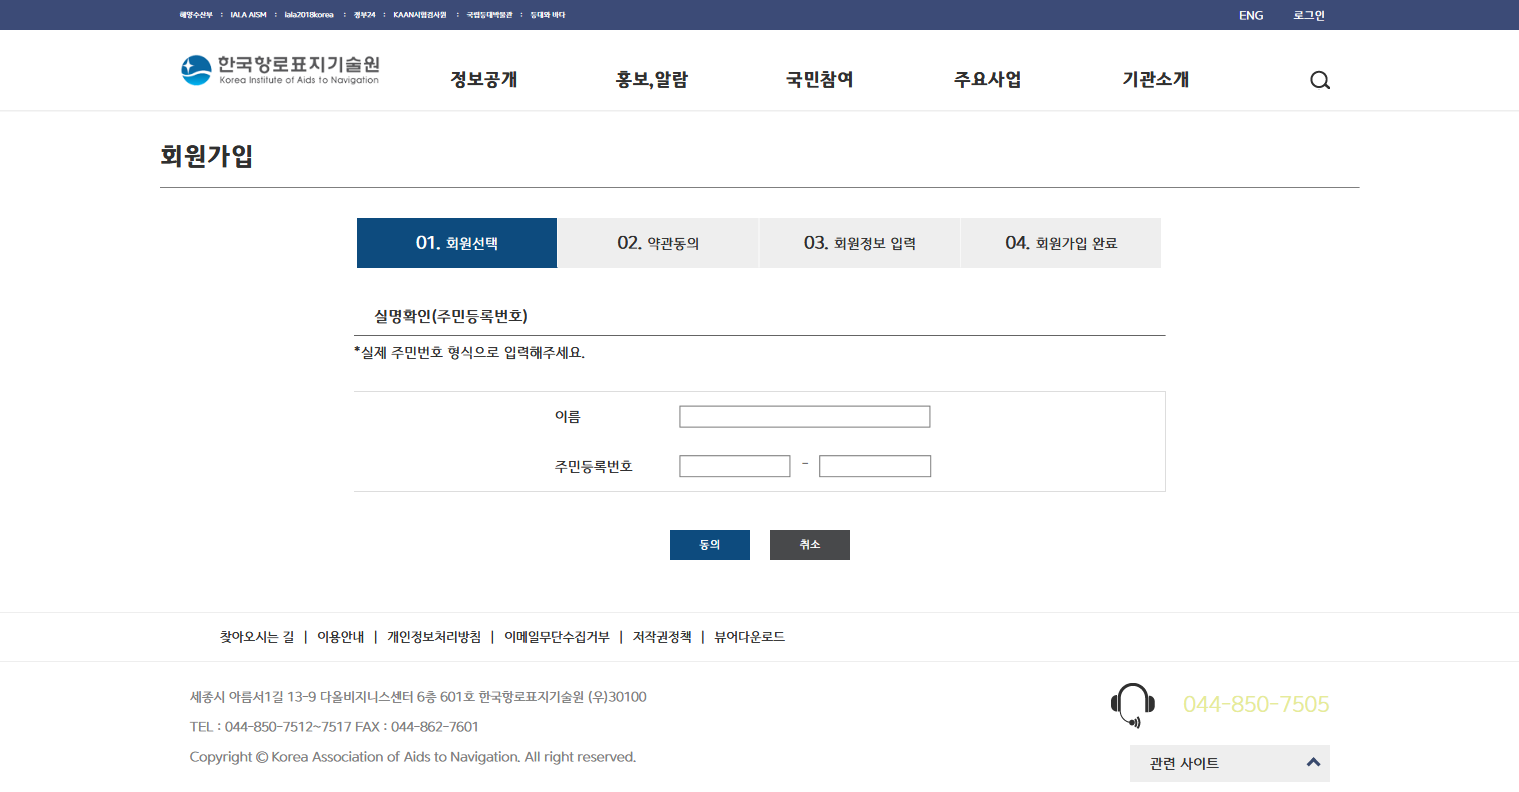 해양수산부 : IALA AISM : iala2018korea : 정부24 : KAAN시험검사원 : 국립등대박물관 : 등대와 바다
ENG 로그인
한국항로표지기술원
Korea Institute of Aids to Navigation
정보공개 홍보,알람 국민참여 주요사업 기관소개
회원가입
01. 회원선택 02. 약관동의 03. 회원정보 입력 04. 회원가입 완료
실명확인(주민등록번호)
*실제 주민번호 형식으로 입력해주세요.
이름
주민등록번호 -
동의 취소
찾아오시는 길 | 이용안내 | 개인정보처리방침 | 이메일무단수집거부 | 저작권정책 | 뷰어다운로드
세종시 아름서1길 13-9 다올비지니스센터 6층 601호 한국항로표지기술원 (우)30100
TEL : 044-850-7512~7517 FAX : 044-862-7601
Copyright © Korea Association of Aids to Navigation. All right reserved.
044-850-7505
관련 사이트